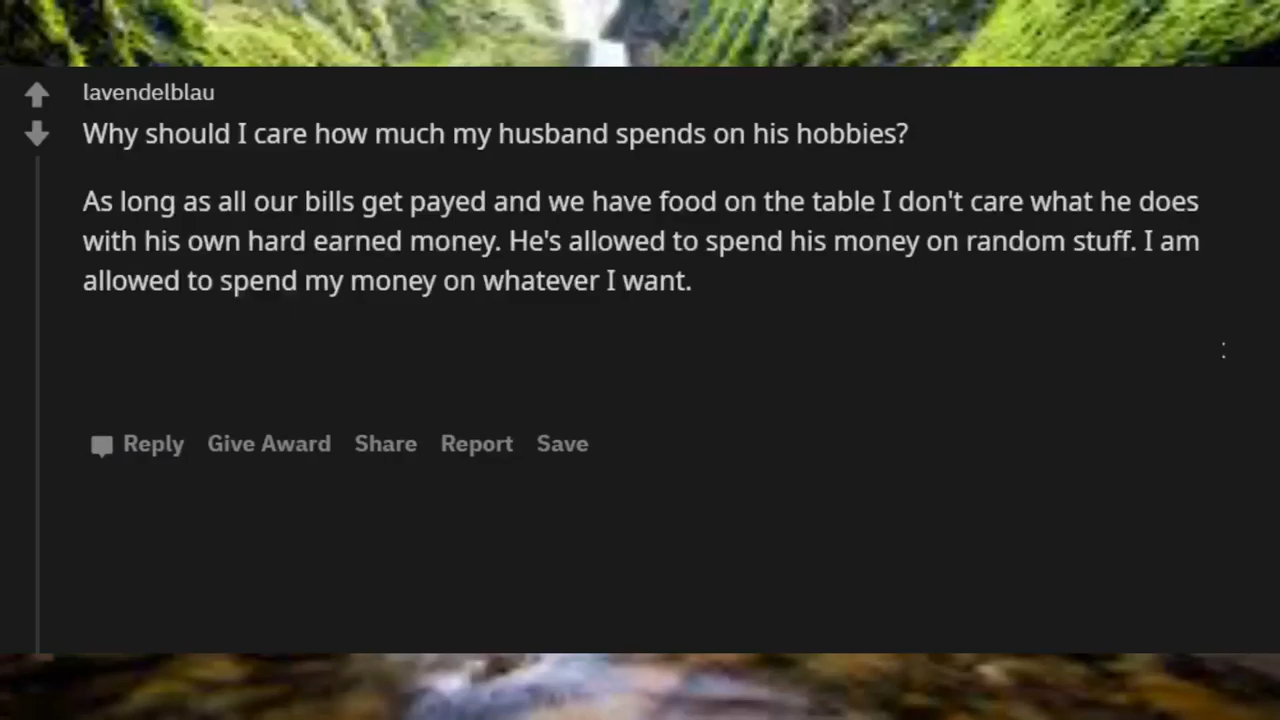 lavendelblau
Why should I care how much my husband spends on his hobbies?
As long as all our bills get payed and we have food on the table I don't care what he does
with his own hard earned money. He's allowed to spend his money on random stuff. I am
allowed to spend my money on whatever I want.
:
Reply Give Award Share Report Save